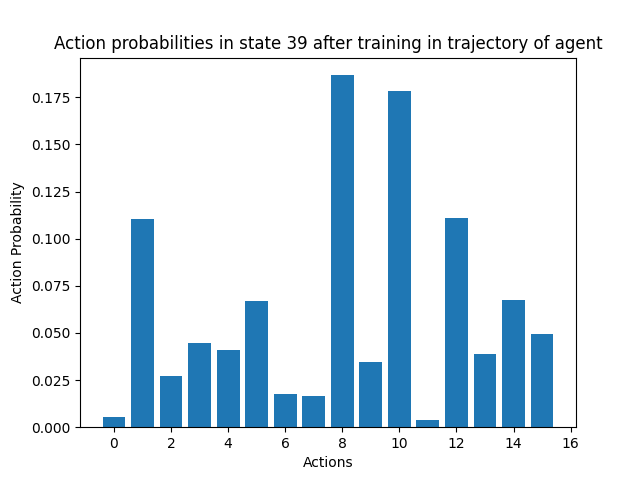 Action probabilities in state 39 after training in trajectory of agent
Action Probability
0.175
0.150
0.125
0.100
0.075
0.050
0.025
0.000
0 2 4 6 8 10 12 14 16
Actions